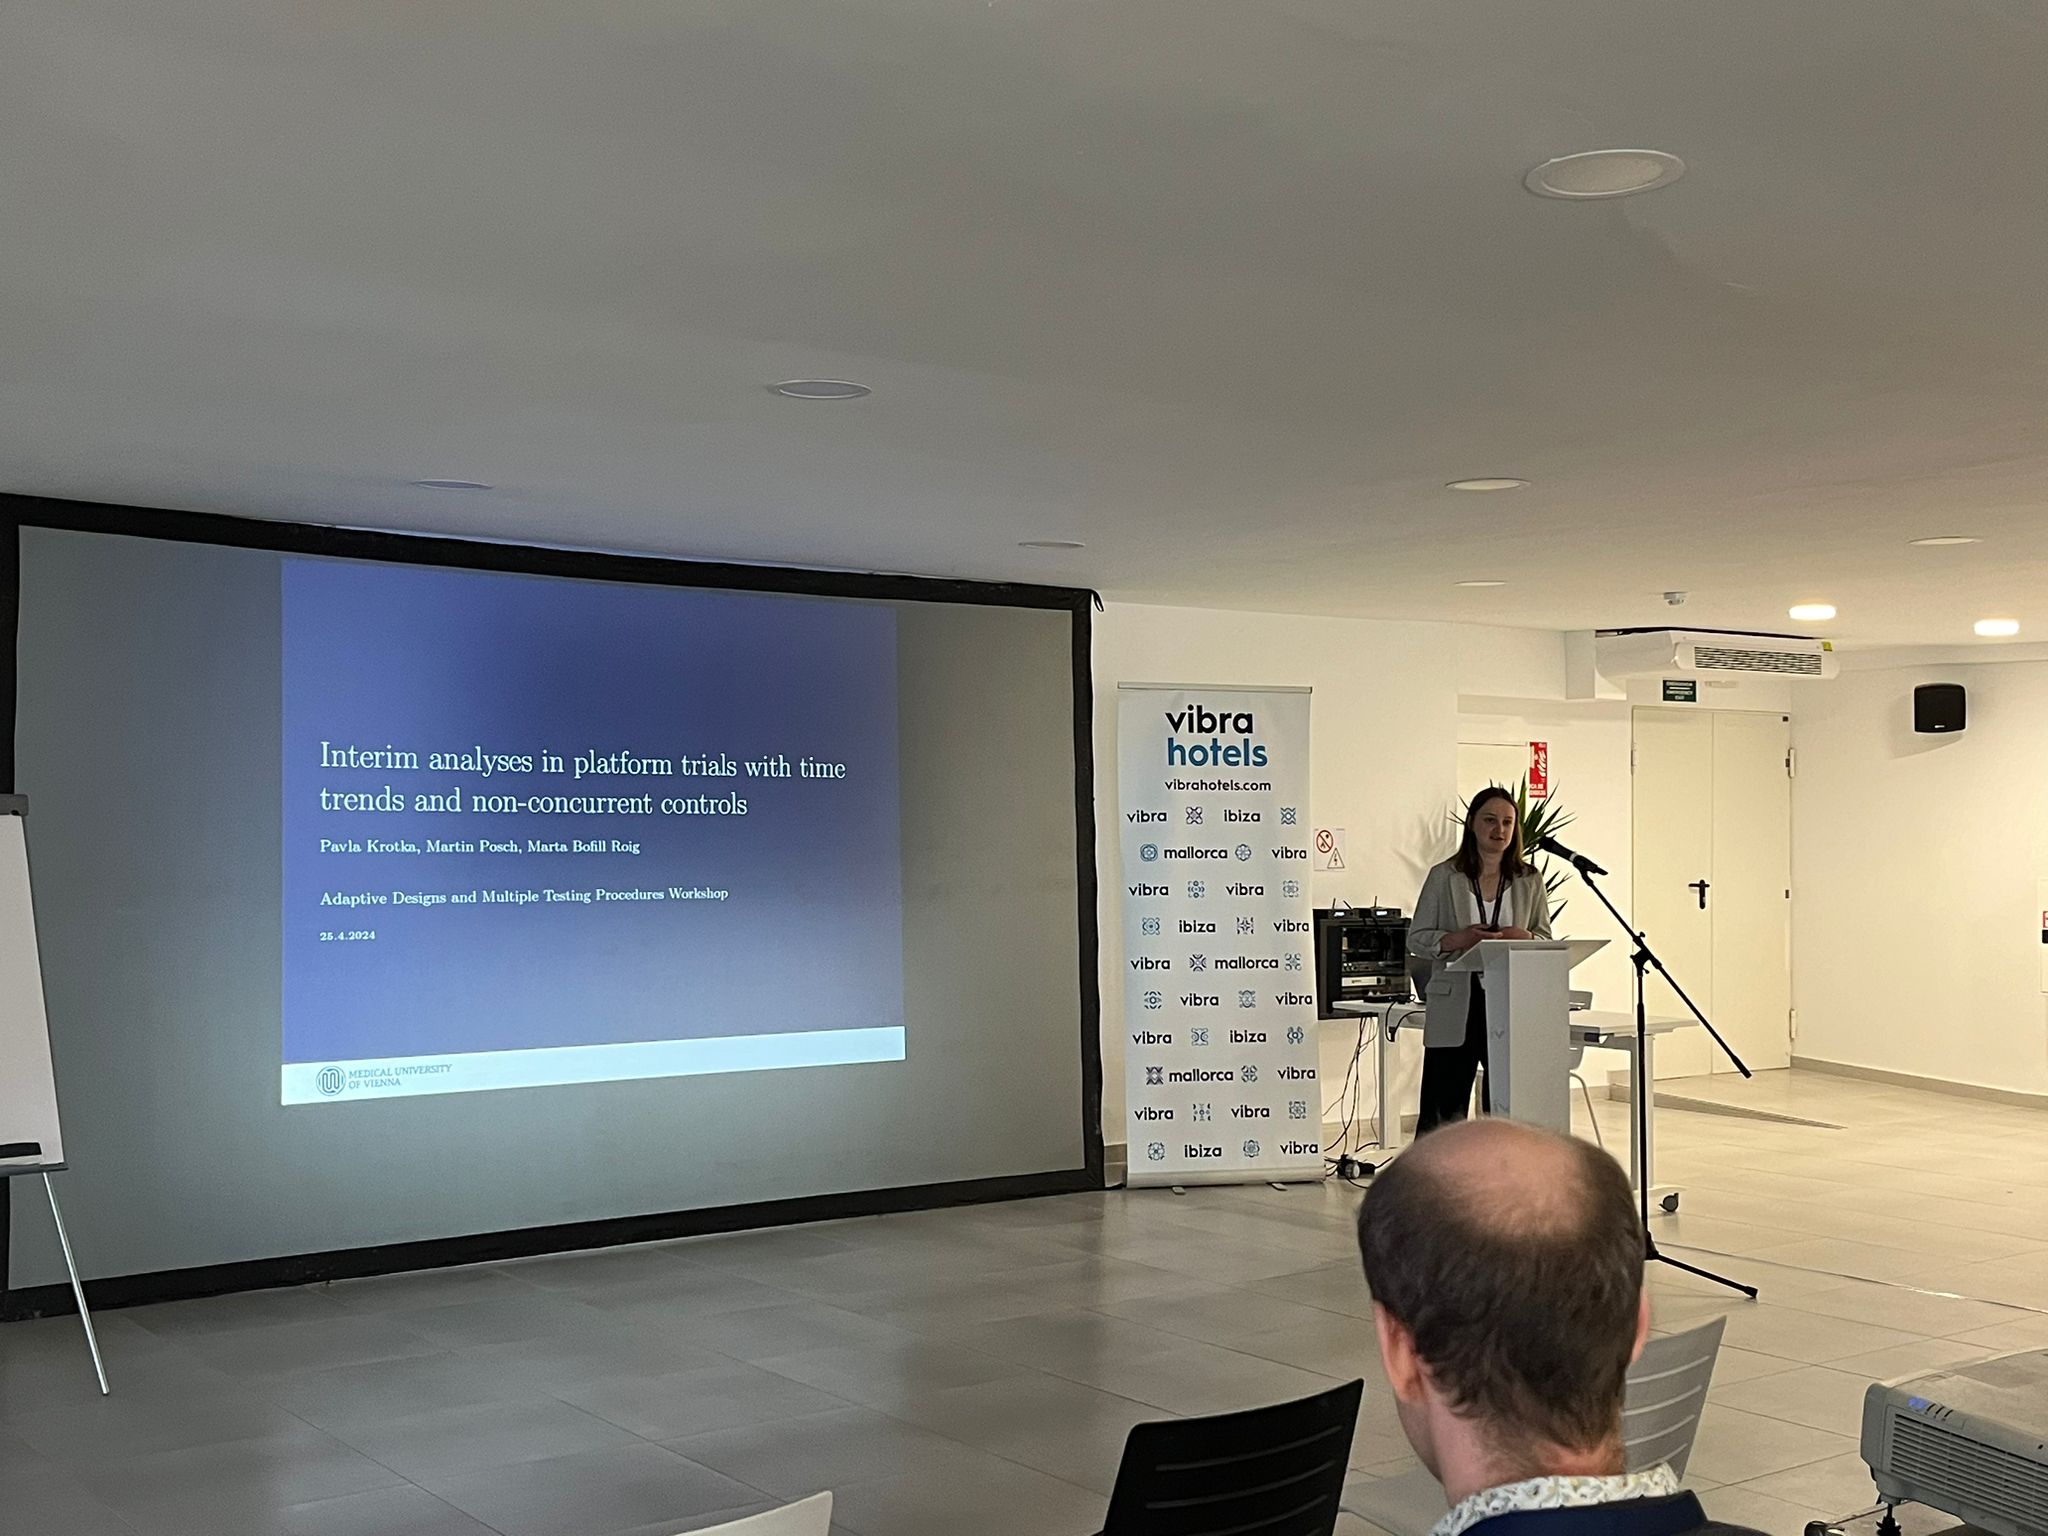 Interim analyses in platform trials with time
trends and non-concurrent controls
Pavla Krotka, Martin Posch, Marta Bofill Roig
Adaptive Designs and Multiple Testing Procedures Workshop
25.4.2024
MEDICAL UNIVERSITY
OF VIENNA
vibra
hotels
vibrahotels.com
vibra ibiza
mallorca vibra
vibra vibra
ibiza vibra
vibra mallorca
vibra vibra
vibra ibiza
mallorca vibra
vibra vibra
ibiza vibra